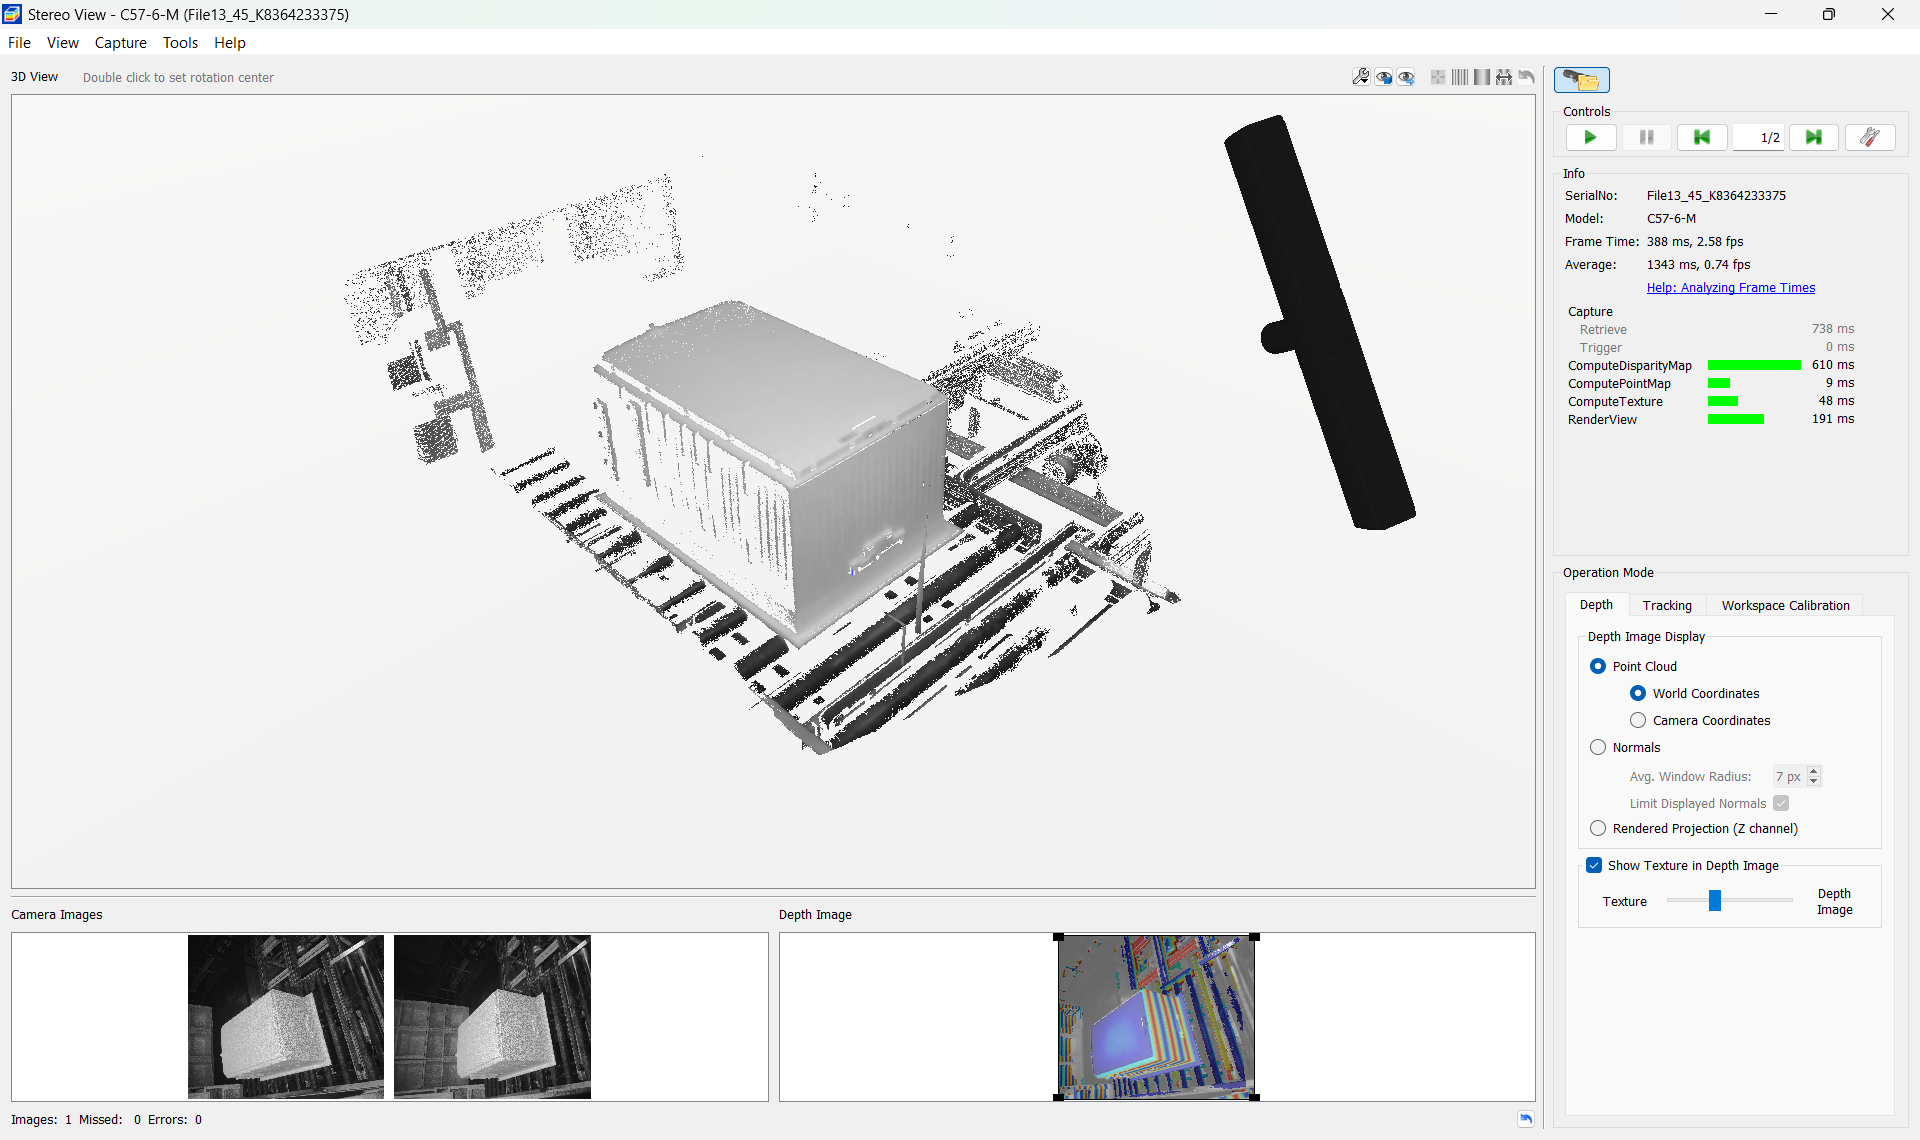 Stereo View - C57-6-M (File13_45_K8364233375)
File View Capture Tools Help
3D View Double click to set rotation center
Controls
1/2
Info
SerialNo: File13_45_K8364233375
Model: C57-6-M
Frame Time: 388 ms, 2.58 fps
Average: 1343 ms, 0.74 fps
Help: Analyzing Frame Times
Capture
Retrieve 738 ms
Trigger 0 ms
ComputeDisparityMap 610 ms
ComputePointMap 9 ms
ComputeTexture 48 ms
RenderView 191 ms
Operation Mode
Depth Tracking Workspace Calibration
Depth Image Display
Point Cloud
World Coordinates
Camera Coordinates
Normals
Avg. Window Radius: 7 px
Limit Displayed Normals
Rendered Projection (Z channel)
Show Texture in Depth Image
Texture Depth
Image
Camera Images Depth Image
Images: 1 Missed: 0 Errors: 0